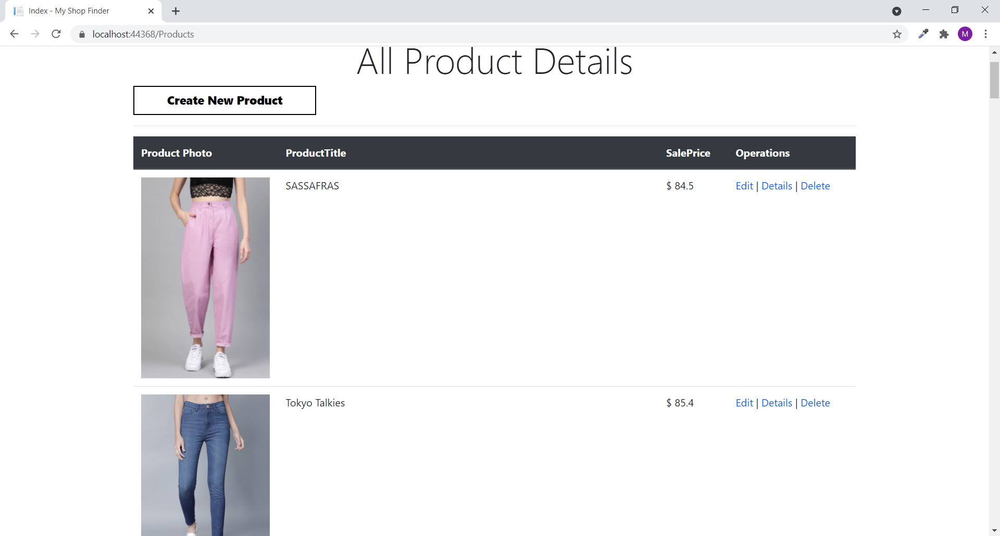 Index - My Shop Finder
localhost:44368/Products
M
All Product Details
Create New Product
Product Photo ProductTitle SalePrice Operations
SASSAFRAS $ 84.5 Edit | Details | Delete
Tokyo Talkies $ 85.4 Edit | Details | Delete